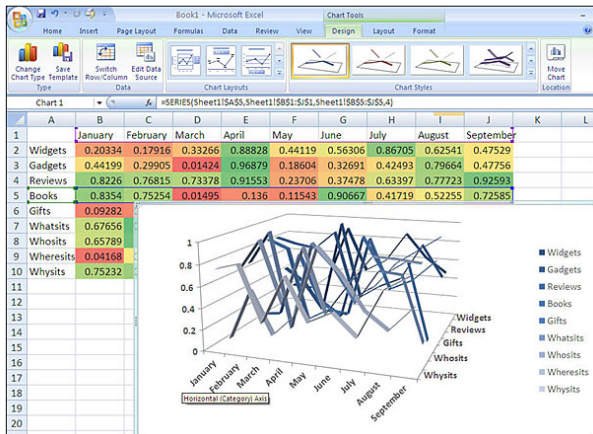 Book1 - Microsoft Excel
Chart Tools
Home Insert Page Layout Formulas Data Review View Design Layout Format
Change Chart Type
Save Template
Switch Row/Column
Edit Data Source
Move Chart
Type Data Chart Layouts Chart Styles Location
Chart 1 fx =SERIES(Sheet1!$A$5,Sheet1!$B$1:$J$1,Sheet1!$B$5:$J$5,4)
A B C D E F G H I J K L
1 January February March April May June July August September
2 Widgets 0.20334 0.17916 0.33266 0.88828 0.44119 0.56306 0.86705 0.62541 0.47529
3 Gadgets 0.44199 0.29905 0.01424 0.96879 0.18604 0.32691 0.42493 0.79664 0.47756
4 Reviews 0.8226 0.76815 0.73378 0.91553 0.23706 0.37478 0.63397 0.77723 0.92593
5 Books 0.8354 0.75254 0.01495 0.136 0.11543 0.90667 0.41719 0.52255 0.72585
6 Gifts 0.09282
7 Whatsits 0.67656
8 Whosits 0.65789
9 Wheresits 0.04168
10 Whysits 0.75232
11
12
13
14
15
16
17
18
19
20
1
0.8
0.6
0.4
0.2
0
January
February
March
April
May
June
July
August
September
Widgets
Reviews
Gifts
Whosits
Whysits
Horizontal (Category) Axis
Widgets
Gadgets
Reviews
Books
Gifts
Whatsits
Whosits
Wheresits
Whysits